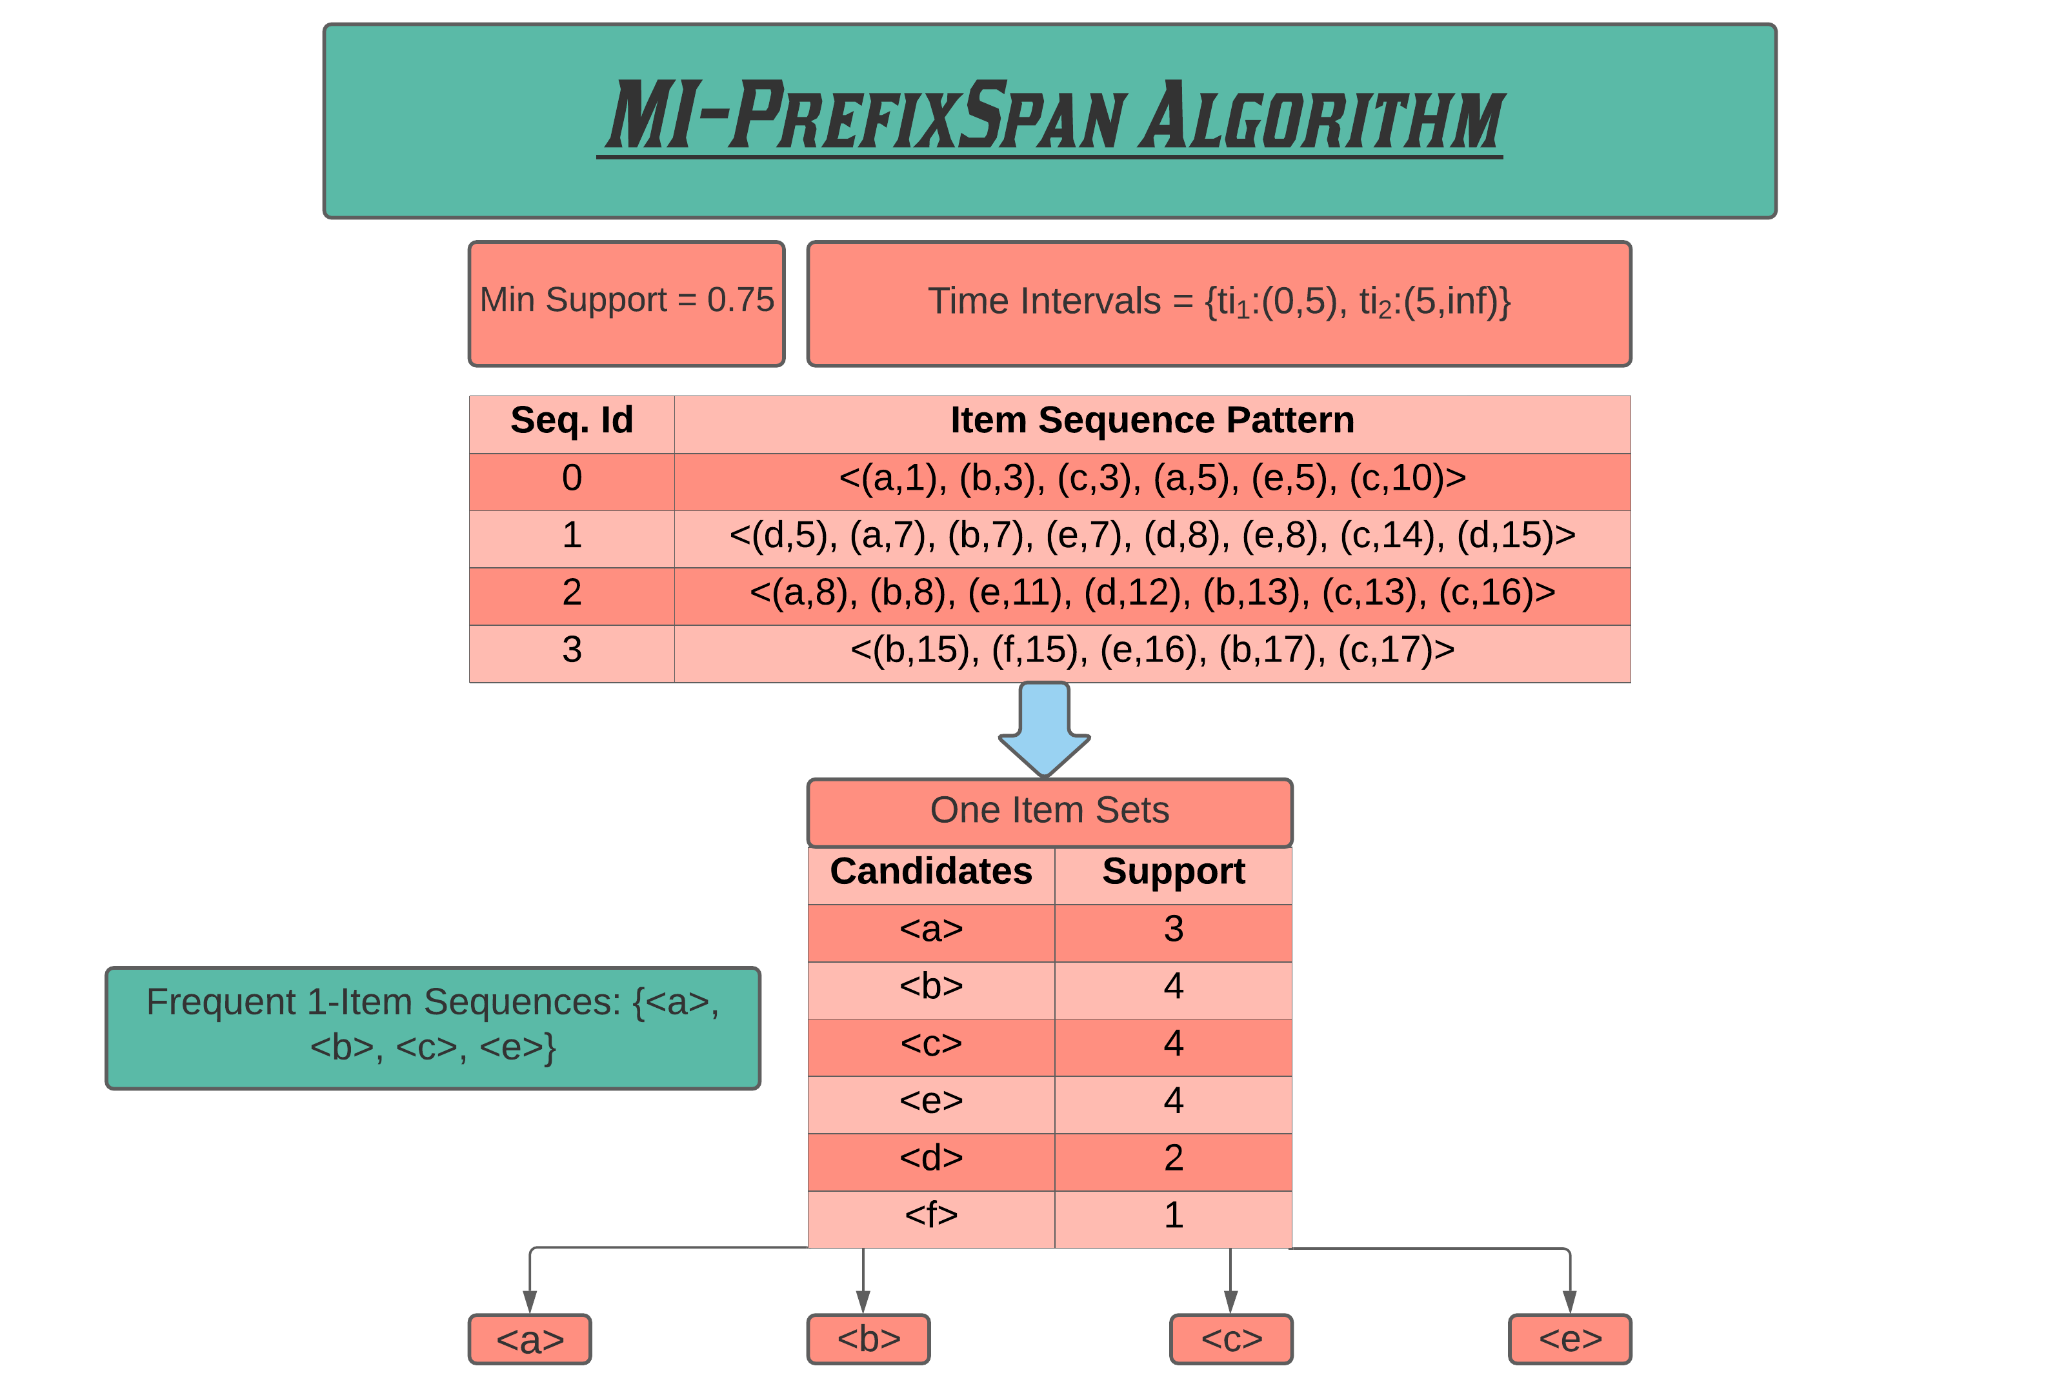 MI-PrefixSpan Algorithm
Min Support = 0.75
Time Intervals = {ti₁:(0,5), ti₂:(5,inf)}
Seq. Id Item Sequence Pattern
0 <(a,1), (b,3), (c,3), (a,5), (e,5), (c,10)>
1 <(d,5), (a,7), (b,7), (e,7), (d,8), (e,8), (c,14), (d,15)>
2 <(a,8), (b,8), (e,11), (d,12), (b,13), (c,13), (c,16)>
3 <(b,15), (f,15), (e,16), (b,17), (c,17)>
One Item Sets
Candidates Support
<a> 3
<b> 4
<c> 4
<e> 4
<d> 2
<f> 1
Frequent 1-Item Sequences: {<a>,
<b>, <c>, <e>}
<a> <b> <c> <e>